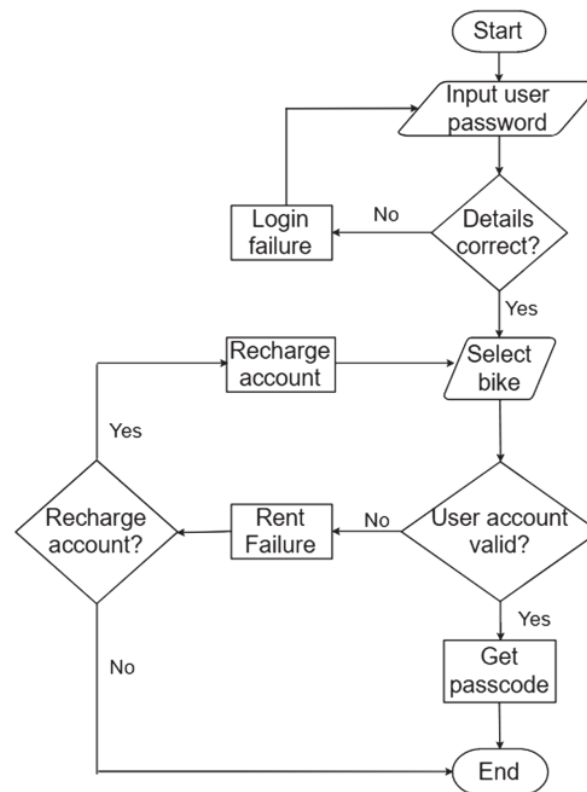 Start
Input user
password
Details
correct?
No
Login
failure
Yes
Recharge
account
Select
bike
Yes
Recharge
account?
Rent
Failure
No
User account
valid?
Yes
No
Get
passcode
End